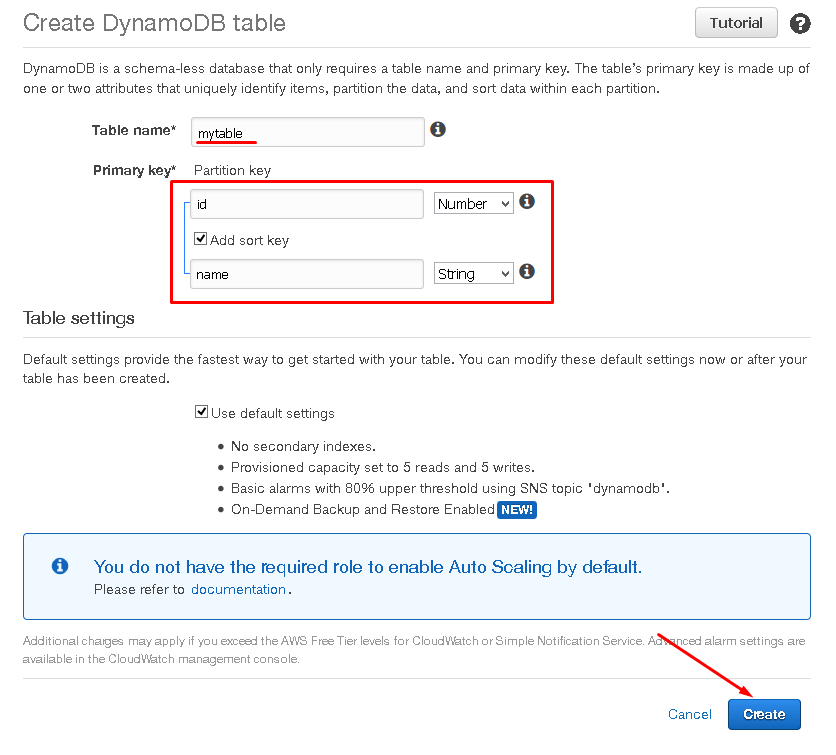 Create DynamoDB table
Tutorial
?
DynamoDB is a schema-less database that only requires a table name and primary key. The table's primary key is made up of
one or two attributes that uniquely identify items, partition the data, and sort data within each partition.
Table name* mytable
Primary key* Partition key
id Number
Add sort key
name String
Table settings
Default settings provide the fastest way to get started with your table. You can modify these default settings now or after your
table has been created.
Use default settings
• No secondary indexes.
• Provisioned capacity set to 5 reads and 5 writes.
• Basic alarms with 80% upper threshold using SNS topic 'dynamodb'.
• On-Demand Backup and Restore Enabled NEW!
You do not have the required role to enable Auto Scaling by default.
Please refer to documentation.
Additional charges may apply if you exceed the AWS Free Tier levels for CloudWatch or Simple Notification Service. Advanced alarm settings are
available in the CloudWatch management console.
Cancel Create